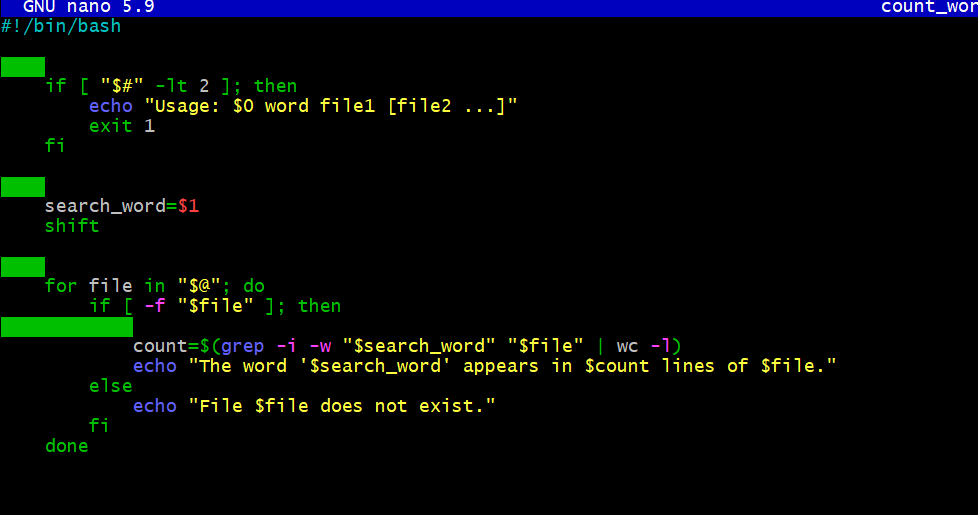 GNU nano 5.9 count_wor
#!/bin/bash
if [ "$#" -lt 2 ]; then
echo "Usage: $0 word file1 [file2 ...]"
exit 1
fi
search_word=$1
shift
for file in "$@"; do
if [ -f "$file" ]; then
count=$(grep -i -w "$search_word" "$file" | wc -l)
echo "The word '$search_word' appears in $count lines of $file."
else
echo "File $file does not exist."
fi
done